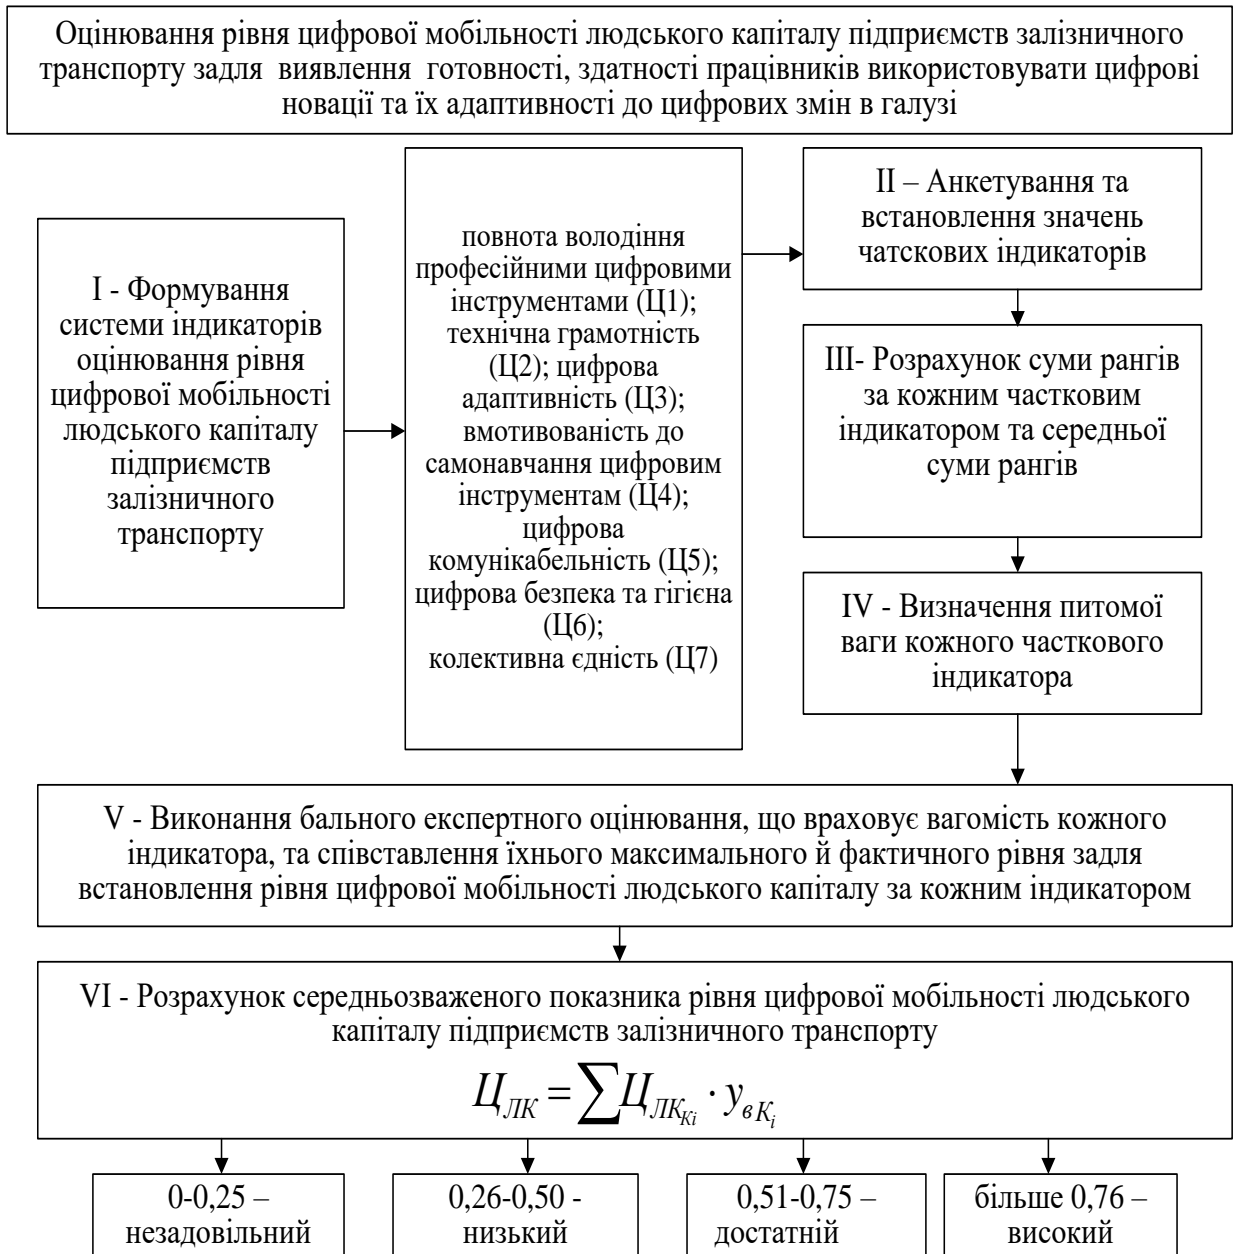 Оцінювання рівня цифрової мобільності людського капіталу підприємств залізничного
транспорту задля виявлення готовності, здатності працівників використовувати цифрові
новації та їх адаптивності до цифрових змін в галузі
І - Формування
системи індикаторів
оцінювання рівня
цифрової мобільності
людського капіталу
підприємств
залізничного
транспорту
повнота володіння
професійними цифровими
інструментами (Ц1);
технічна грамотність
(Ц2); цифрова
адаптивність (Ц3);
вмотивованість до
самонавчання цифровим
інструментам (Ц4);
цифрова
комунікабельність (Ц5);
цифрова безпека та гігієна
(Ц6);
колективна єдність (Ц7)
ІІ – Анкетування та
встановлення значень
чатскових індикаторів
ІІІ- Розрахунок суми рангів
за кожним частковим
індикатором та середньої
суми рангів
IV - Визначення питомої
ваги кожного часткового
індикатора
V - Виконання бального експертного оцінювання, що враховує вагомість кожного
індикатора, та співставлення їхнього максимального й фактичного рівня задля
встановлення рівня цифрової мобільності людського капіталу за кожним індикатором
VI - Розрахунок середньозваженого показника рівня цифрової мобільності людського
капіталу підприємств залізничного транспорту
Ц_ЛК = ∑Ц_ЛК_Кі · у_вК_і
0-0,25 –
незадовільний
0,26-0,50 -
низький
0,51-0,75 –
достатній
більше 0,76 –
високий